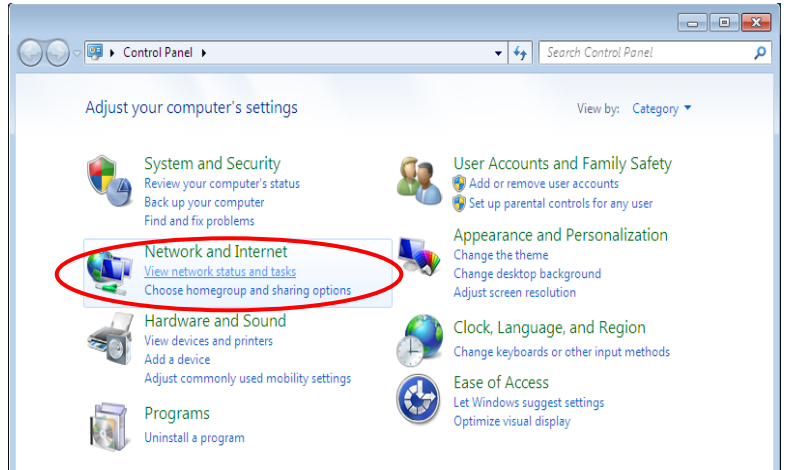 Control Panel
Search Control Panel
Adjust your computer's settings
View by: Category
System and Security
Review your computer's status
Back up your computer
Find and fix problems
Network and Internet
View network status and tasks
Choose homegroup and sharing options
Hardware and Sound
View devices and printers
Add a device
Adjust commonly used mobility settings
Programs
Uninstall a program
User Accounts and Family Safety
Add or remove user accounts
Set up parental controls for any user
Appearance and Personalization
Change the theme
Change desktop background
Adjust screen resolution
Clock, Language, and Region
Change keyboards or other input methods
Ease of Access
Let Windows suggest settings
Optimize visual display